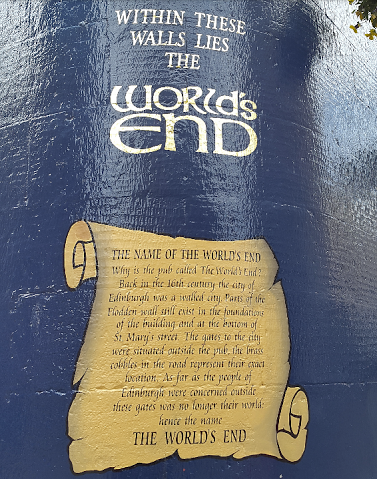 WITHIN THESE
WALLS LIES
THE
WORLD'S
END
THE NAME OF THE WORLD'S END
Why is the pub called The World's End?
Back in the 16th century the city of
Edinburgh was a walled city. Parts of the
Flodden wall still exist in the foundations
of the building and at the bottom of
St. Mary's street. The gates to the city
were situated outside the pub, the brass
cobbles in the road represent their exact
location. As far as the people of
Edinburgh were concerned outside
these gates was no longer their world:
hence the name
THE WORLD'S END